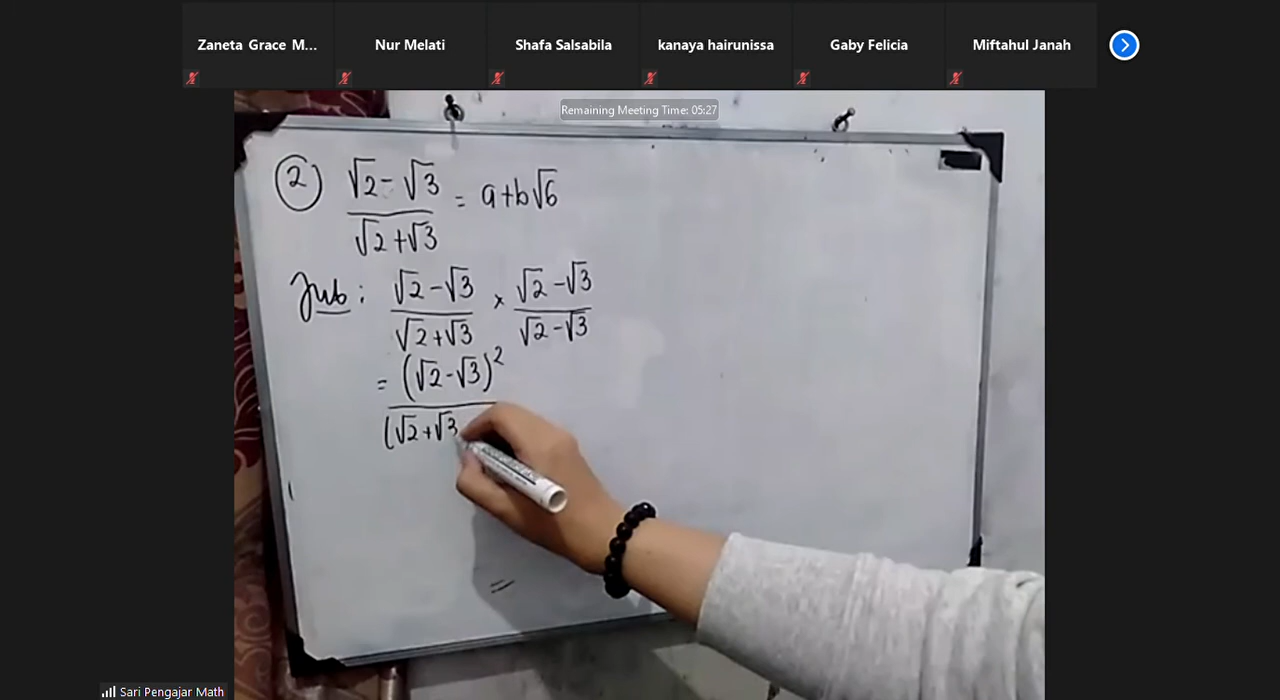 Zaneta Grace M... Nur Melati Shafa Salsabila kanaya hairunissa Gaby Felicia Miftahul Janah
Remaining Meeting Time: 05:27
② √2 - √3 / √2 + √3 = a + b√6
Jwb : √2 - √3 / √2 + √3 × √2 - √3 / √2 - √3
= (√2 - √3)² / (√2 + √3
Sari Pengajar Math